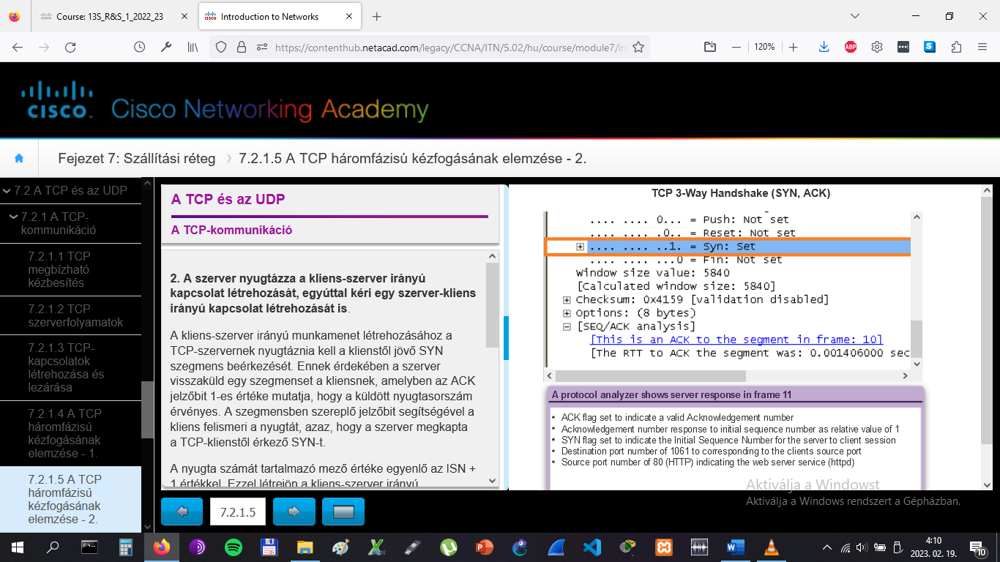 Course: 13S_R&S_1_2022_23
Introduction to Networks
https://contenthub.netacad.com/legacy/CCNA/ITN/5.02/hu/course/module7/in
120%
ABP
CISCO
Cisco Networking Academy
Fejezet 7: Szállítási réteg
7.2.1.5 A TCP háromfázisú kézfogásának elemzése - 2.
7.2 A TCP és az UDP
7.2.1 A TCP-
kommunikáció
7.2.1.1 TCP
megbízható
kézbesítés
7.2.1.2 TCP
szerverfolyamatok
7.2.1.3 TCP-
kapcsolatok
létrehozása és
lezárása
7.2.1.4 A TCP
háromfázisú
kézfogásának
elemzése - 1.
7.2.1.5 A TCP
háromfázisú
kézfogásának
elemzése - 2.
A TCP és az UDP
A TCP-kommunikáció
2. A szerver nyugtázza a kliens-szerver irányú
kapcsolat létrehozását, egyúttal kéri egy szerver-kliens
irányú kapcsolat létrehozását is.
A kliens-szerver irányú munkamenet létrehozásához a
TCP-szervernek nyugtáznia kell a klienstől jövő SYN
szegmens beérkezését. Ennek érdekében a szerver
visszaküld egy szegmenset a kliensnek, amelyben az ACK
jelzőbit 1-es értéke mutatja, hogy a küldött nyugtasorszám
érvényes. A szegmensben szereplő jelzőbit segítségével a
kliens felismeri a nyugtát, azaz, hogy a szerver megkapta
a TCP-klienstől érkező SYN-t.
A nyugta számát tartalmazó mező értéke egyenlő az ISN +
1 értékkel. Ezzel létrejön a kliens-szerver irányú
7.2.1.5
TCP 3-Way Handshake (SYN, ACK)
.... .... 0... = Push: Not set
.... .... .0.. = Reset: Not set
.... .... ..1. = Syn: Set
.... .... ...0 = Fin: Not set
Window size value: 5840
[Calculated window size: 5840]
Checksum: 0x4159 [validation disabled]
Options: (8 bytes)
[SEQ/ACK analysis]
[This is an ACK to the segment in frame: 10]
[The RTT to ACK the segment was: 0.001406000 sec
A protocol analyzer shows server response in frame 11
• ACK flag set to indicate a valid Acknowledgement number
• Acknowledgement number response to initial sequence number as relative value of 1
• SYN flag set to indicate the Initial Sequence Number for the server to client session
• Destination port number of 1061 to corresponding to the clients source port
• Source port number of 80 (HTTP) indicating the web server service (httpd)
Aktiválja a Windowst
Aktiválja a Windows rendszert a Gépházban.
4:10
2023. 02. 19.
10